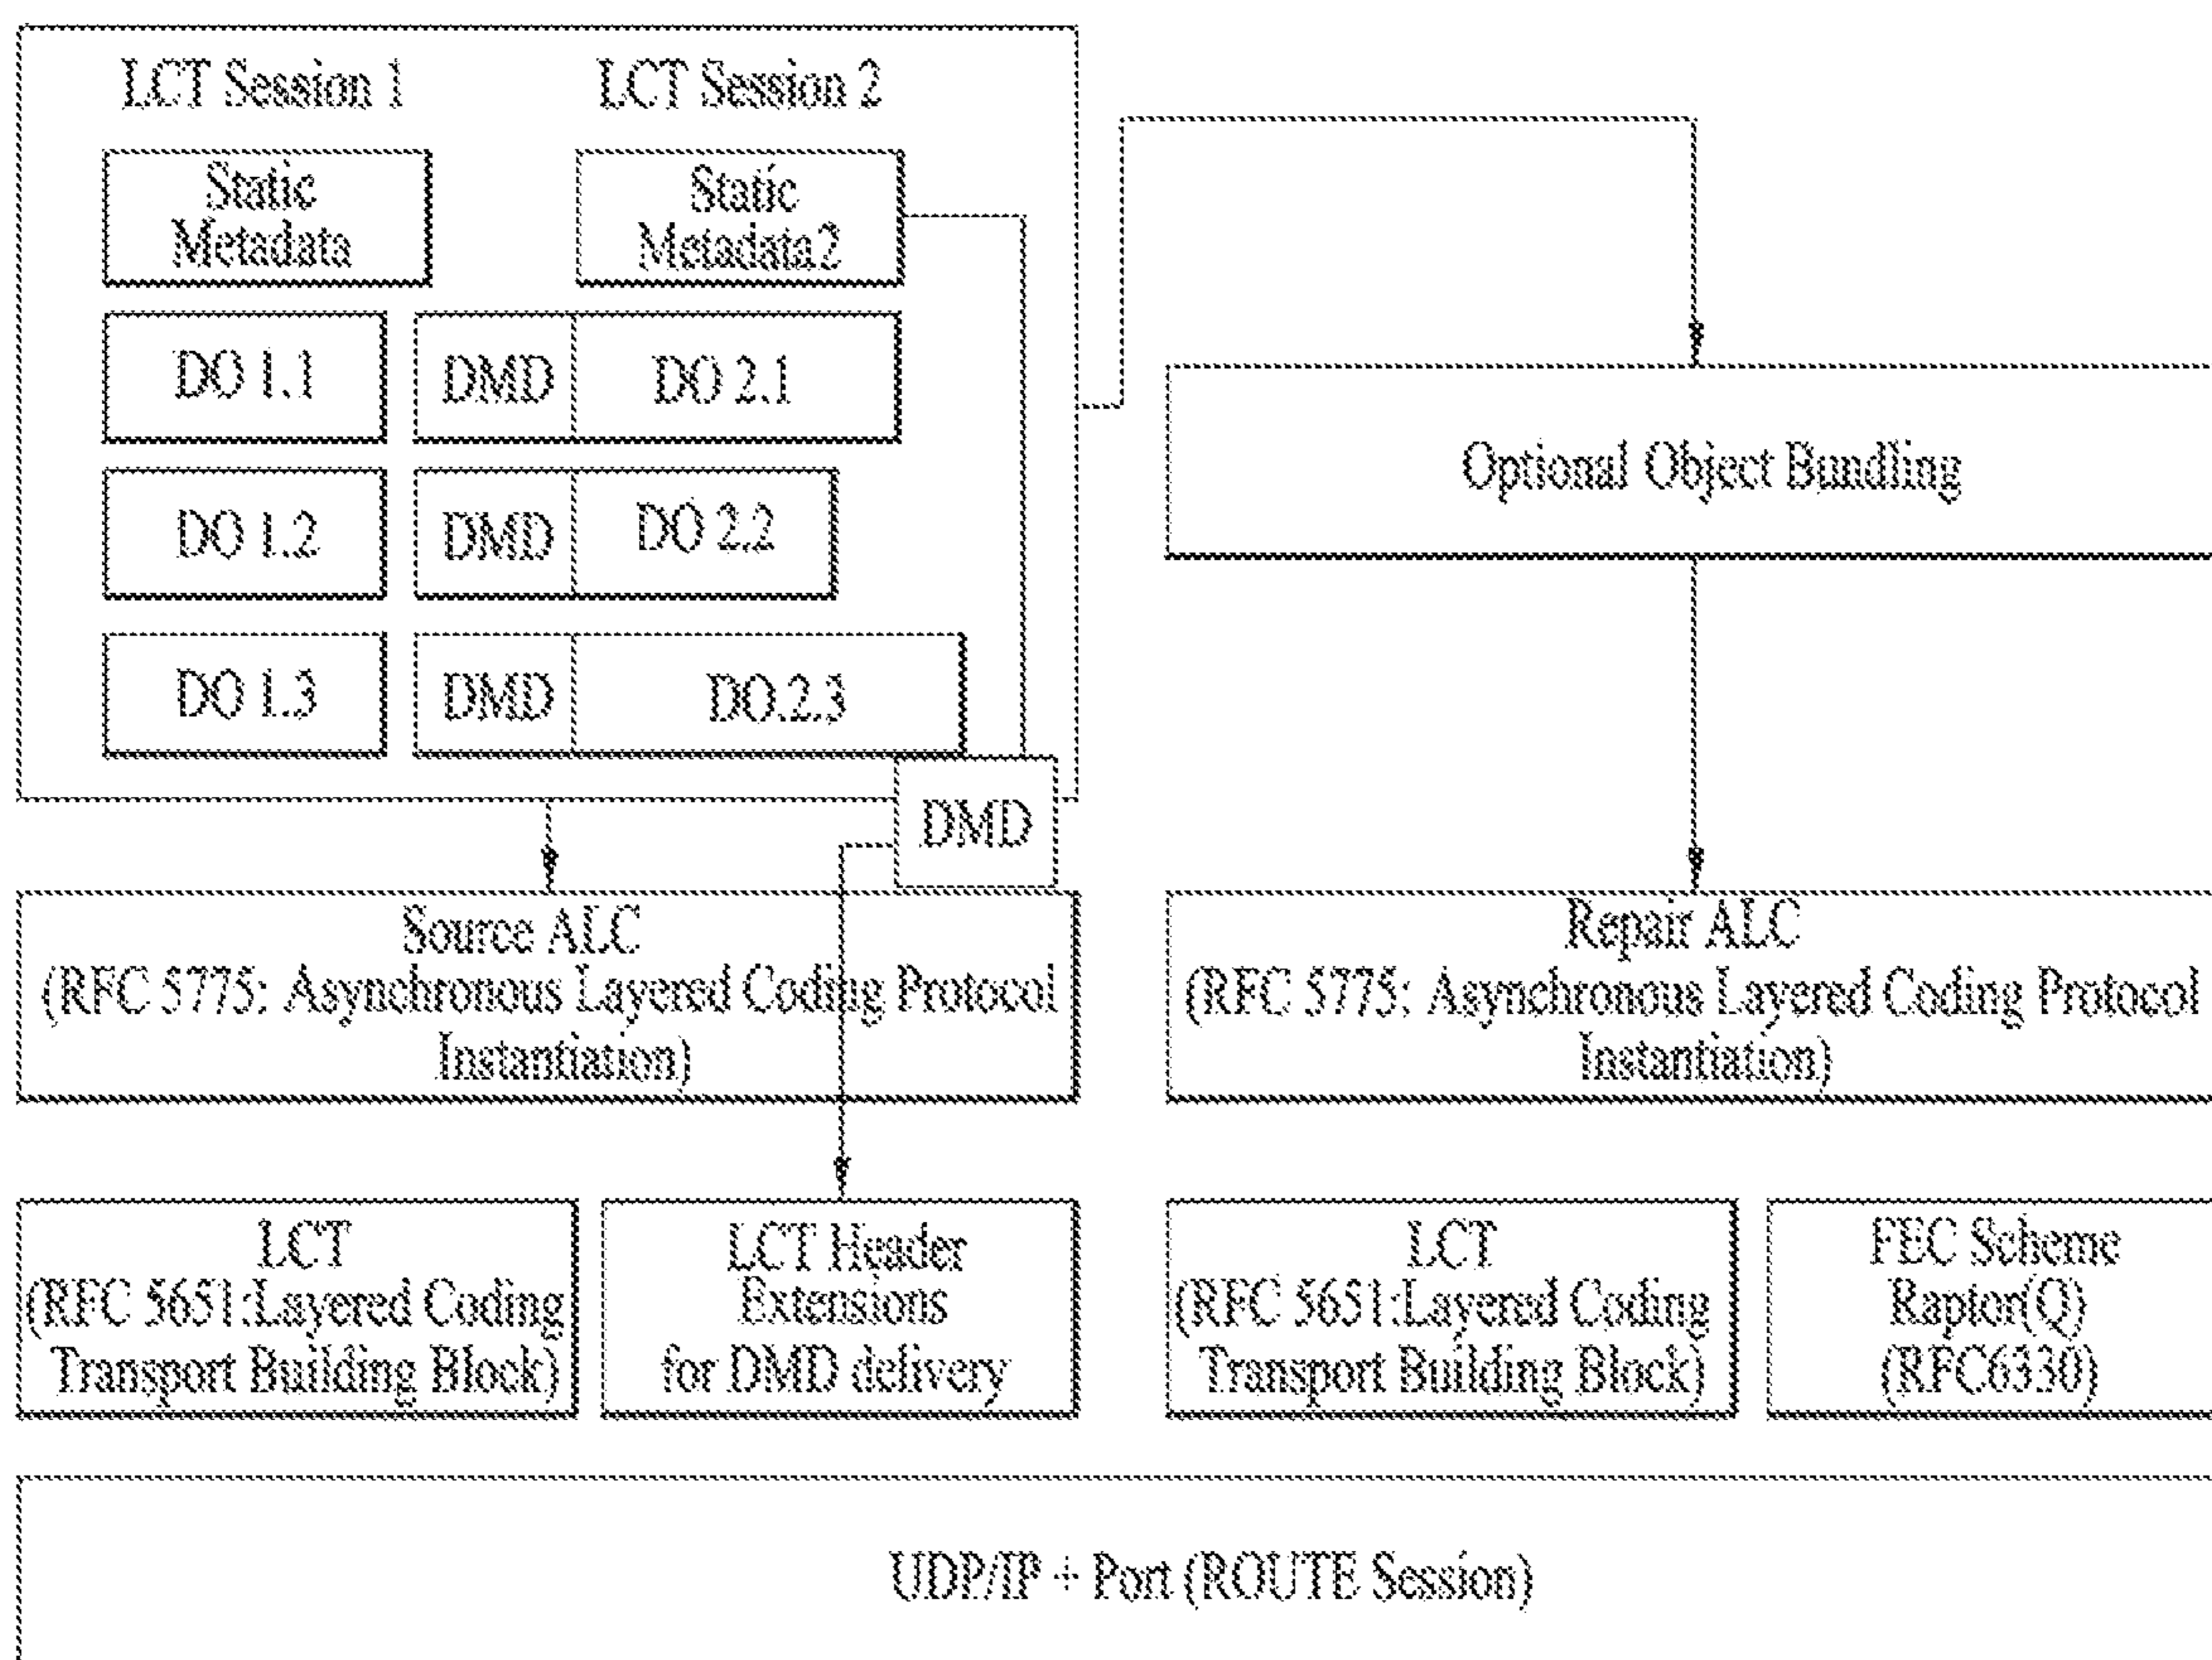 LCT Session 1
LCT Session 2
Static
Metadata
Static
Metadata2
DO 1.1
DMD
DO 2.1
DO 1.2
DMD
DO 2.2
DO 1.3
DMD
DO.2.3
DMD
Optional Object Bundling
Source ALC
(RFC 5775: Asynchronous Layered Coding Protocol
Instantiation)
Repair ALC
(RFC 5775: Asynchronous Layered Coding Protocol
Instantiation)
LCT
(RFC 5651:Layered Coding
Transport Building Block)
LCT Header
Extensions
for DMD delivery
LCT
(RFC 5651:Layered Coding
Transport Building Block)
FEC Scheme
Raptor(Q)
(RFC6330)
UDP/IP + Port (ROUTE Session)